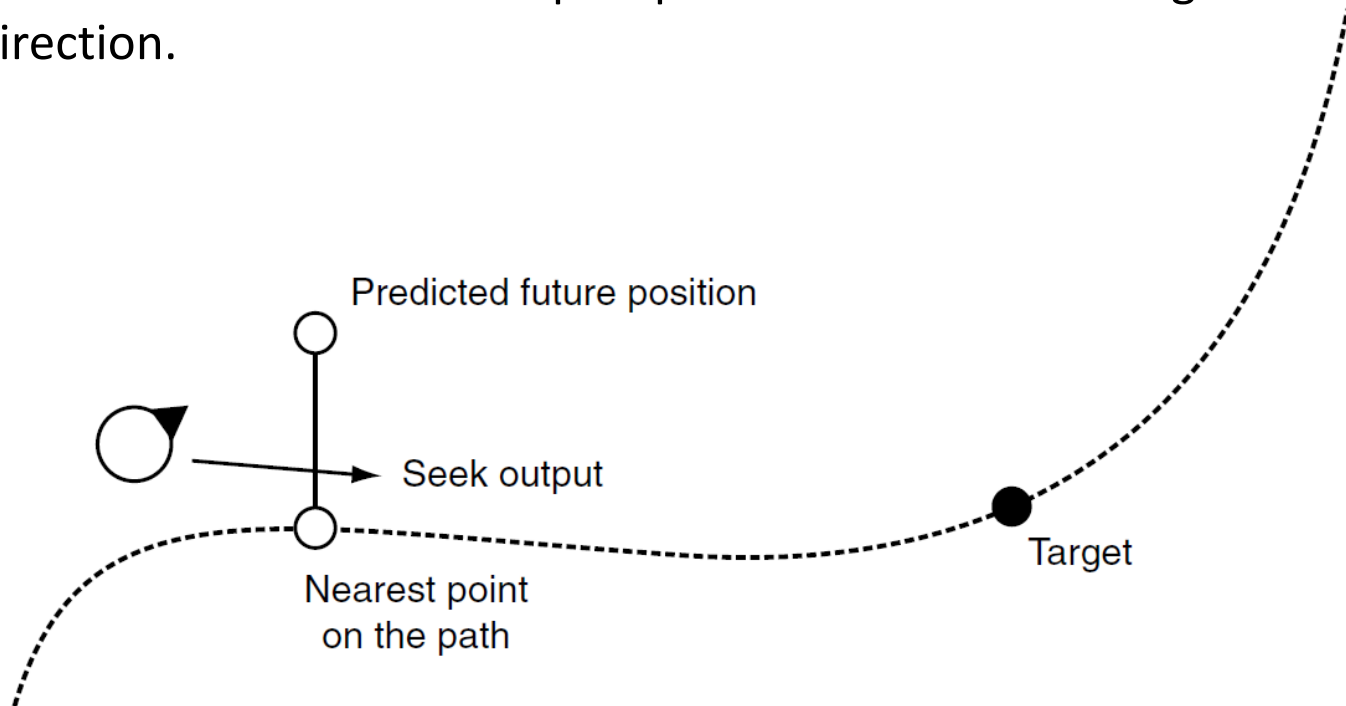 irection.
Predicted future position
Seek output
Target
Nearest point
on the path